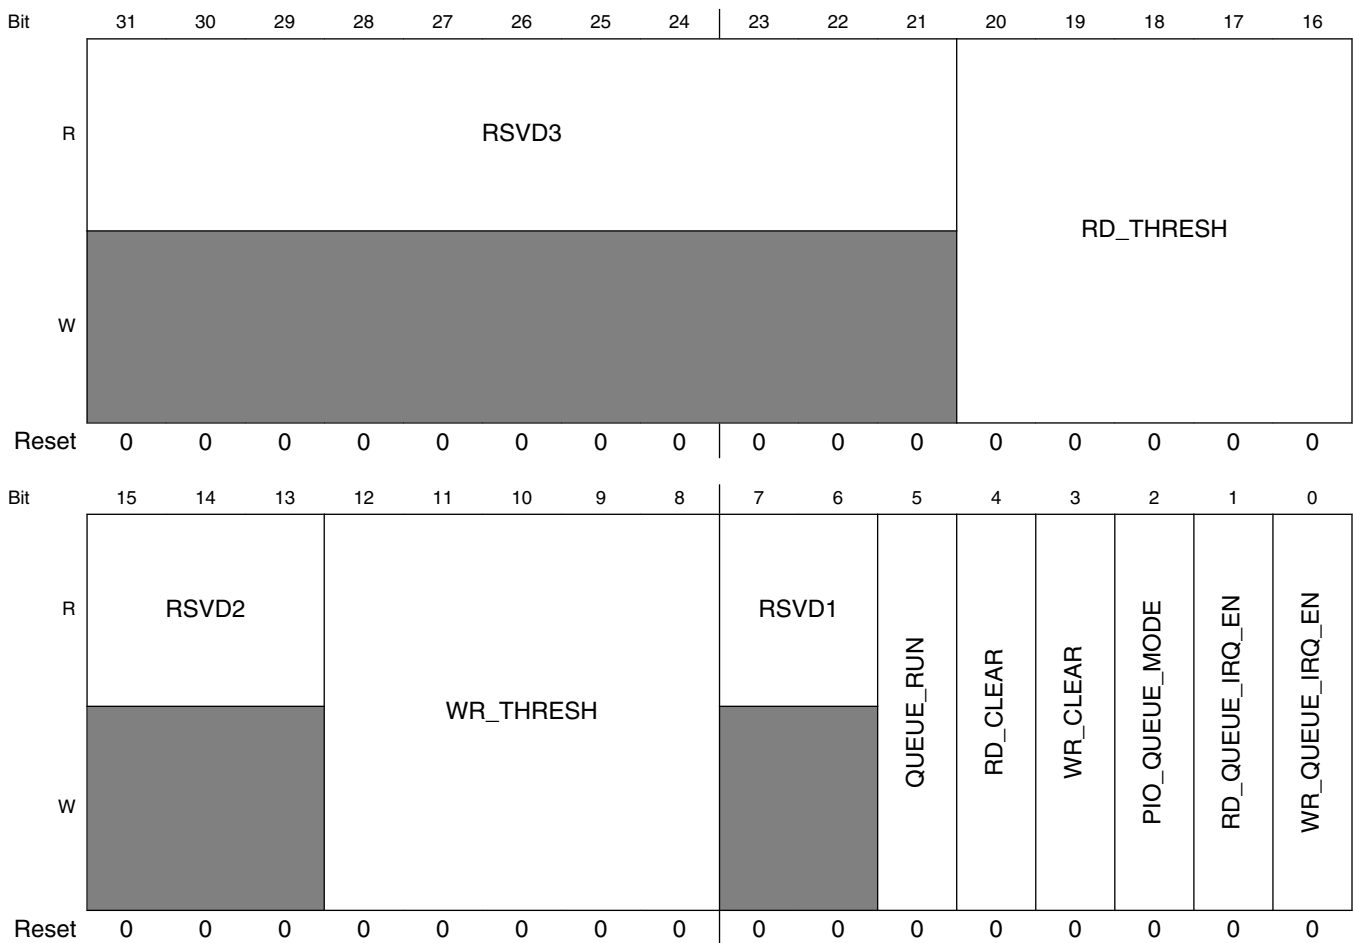 Bit 31 30 29 28 27 26 25 24 23 22 21 20 19 18 17 16
R RSVD3
RD_THRESH
W
Reset 0 0 0 0 0 0 0 0 0 0 0 0 0 0 0 0
Bit 15 14 13 12 11 10 9 8 7 6 5 4 3 2 1 0
R RSVD2 RSVD1
WR_THRESH
QUEUE_RUN
RD_CLEAR
WR_CLEAR
PIO_QUEUE_MODE
RD_QUEUE_IRQ_EN
WR_QUEUE_IRQ_EN
W
Reset 0 0 0 0 0 0 0 0 0 0 0 0 0 0 0 0